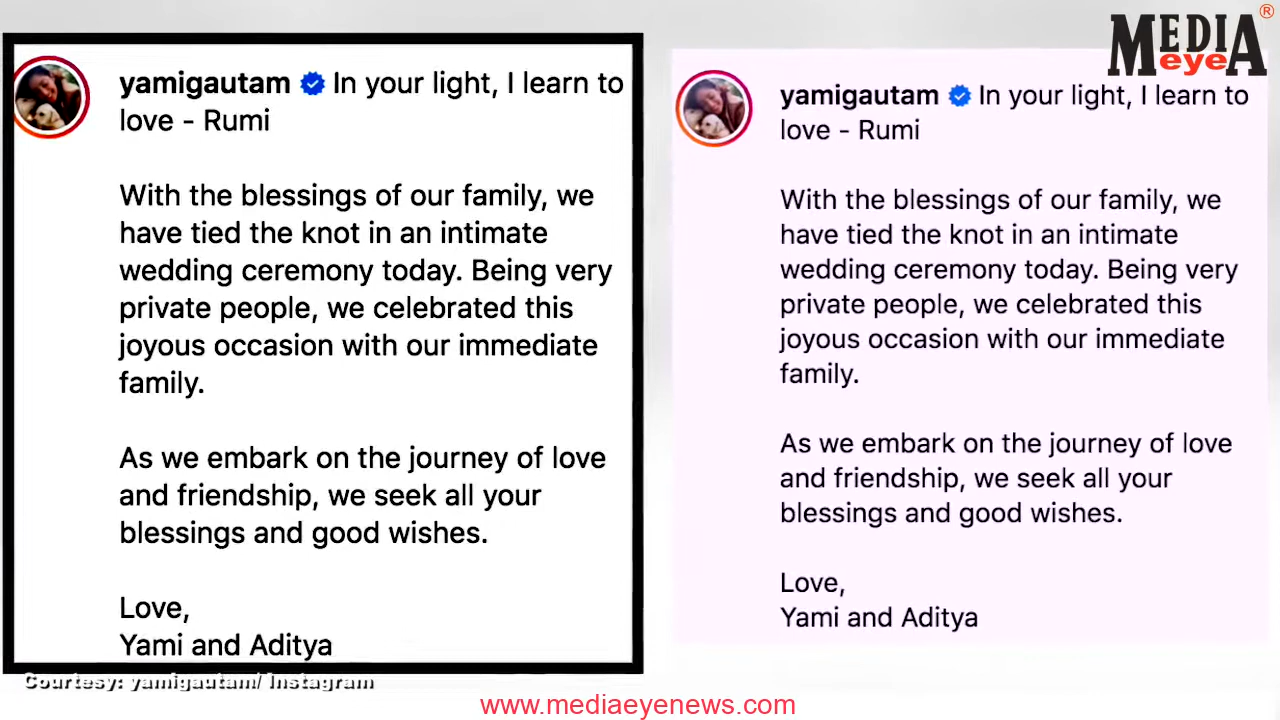 yamigautam In your light, I learn to
love - Rumi
With the blessings of our family, we
have tied the knot in an intimate
wedding ceremony today. Being very
private people, we celebrated this
joyous occasion with our immediate
family.
As we embark on the journey of love
and friendship, we seek all your
blessings and good wishes.
Love,
Yami and Aditya
Courtesy: yamigautam/ Instagram
MEDIA ®
eye
yamigautam In your light, I learn to
love - Rumi
With the blessings of our family, we
have tied the knot in an intimate
wedding ceremony today. Being very
private people, we celebrated this
joyous occasion with our immediate
family.
As we embark on the journey of love
and friendship, we seek all your
blessings and good wishes.
Love,
Yami and Aditya
www.mediaeyenews.com